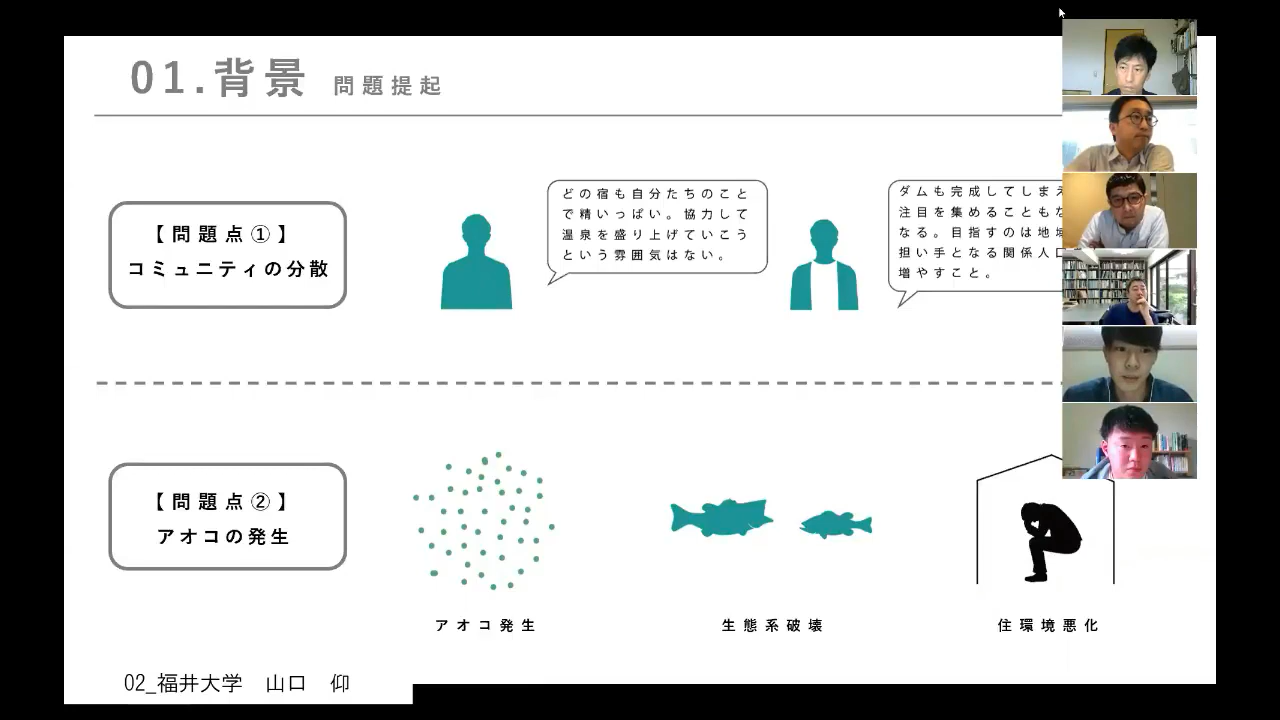 01.背景 問題提起
【問題点①】
コミュニティの分散
どの宿も自分たちのこと
で精いっぱい。協力して
温泉を盛り上げていこう
という雰囲気はない。
ダムも完成してしまえ
注目を集めることもな
なる。目指すのは地域
担い手となる関係人口
増やすこと。
【問題点②】
アオコの発生
アオコ発生
生態系破壊
住環境悪化
02_福井大学 山口 仰